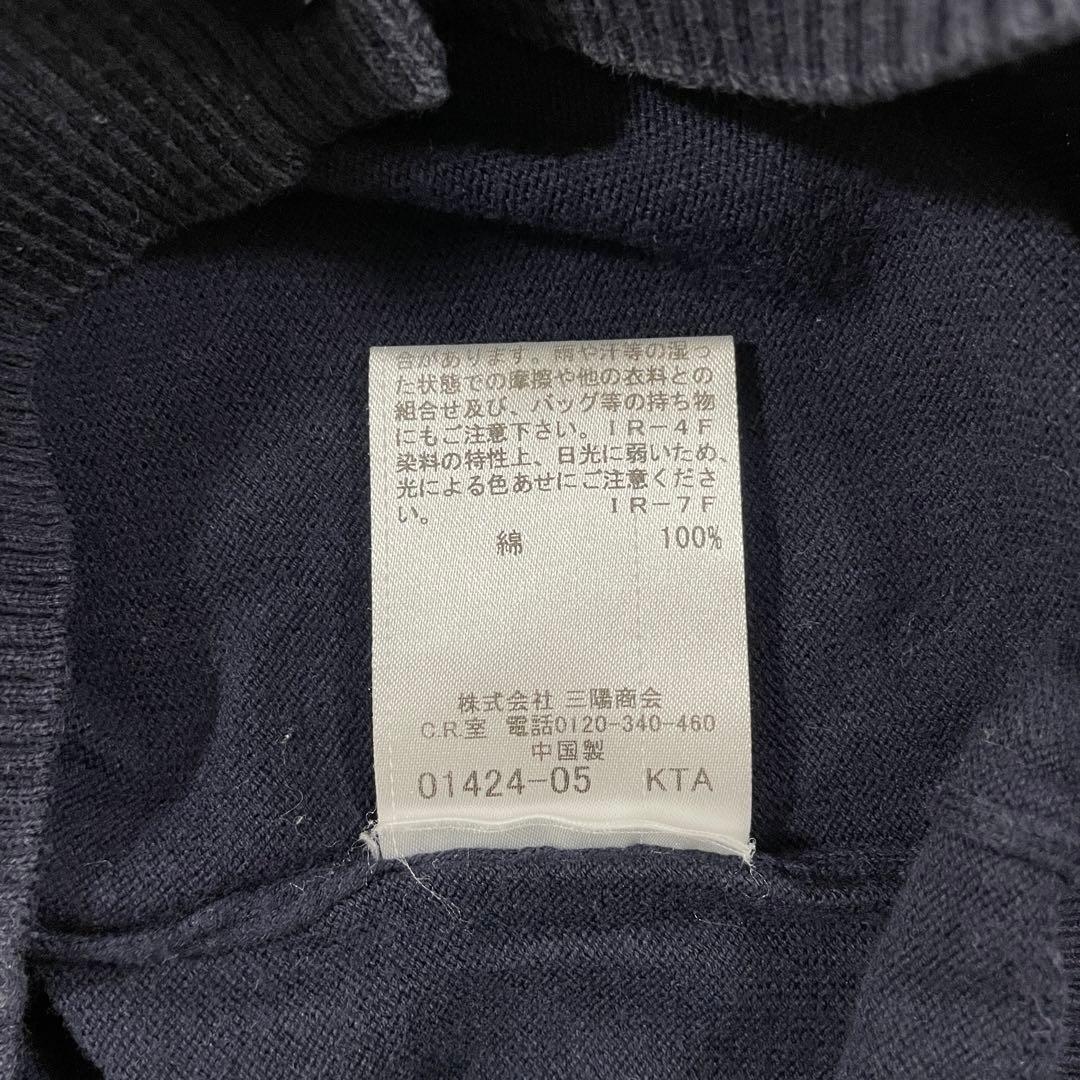 合があります。雨や汗等の湿っ
た状態での摩擦や他の衣料との
組合せ及び、バッグ等の持ち物
にもご注意下さい。IR-4F
染料の特性上、日光に弱いため、
光による色あせにご注意くださ
い。 IR-7F
綿 100%
株式会社 三陽商会
C.R.室 電話0120-340-460
中国製
01424-05 KTA